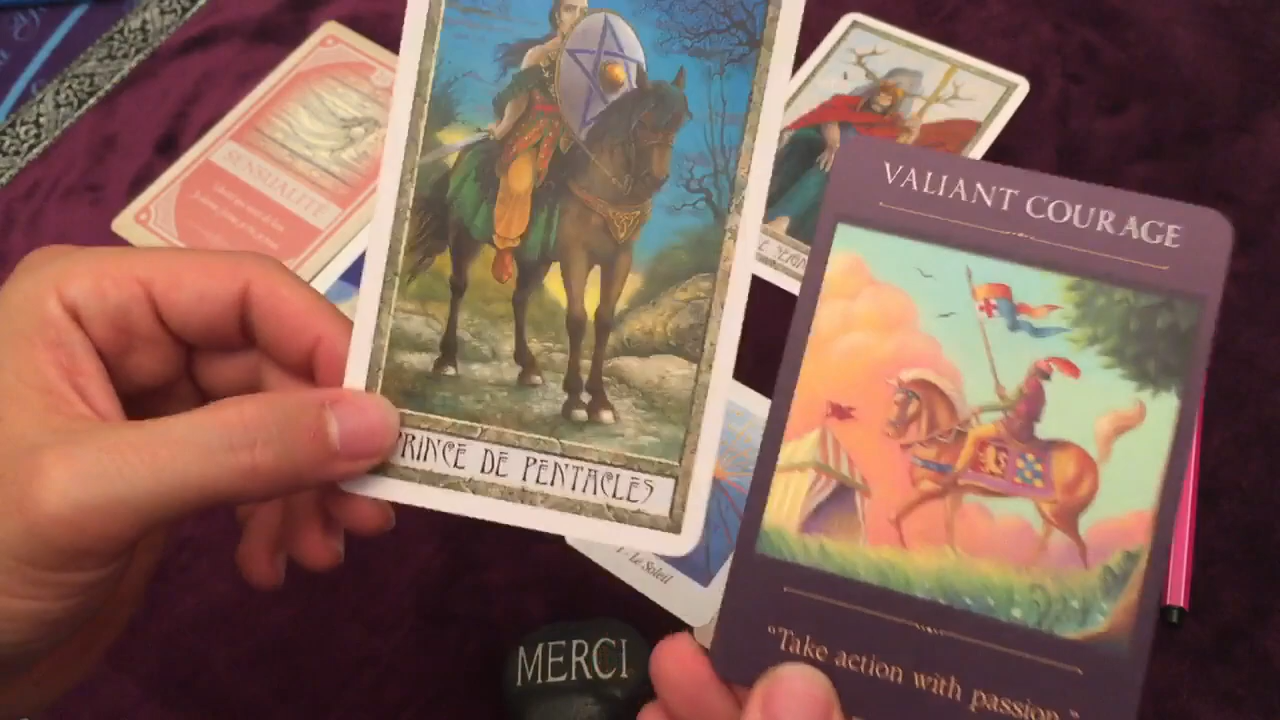 SENSUALITÉ
VALIANT COURAGE
PRINCE DE PENTACLES
Le Soleil
MERCI
"Take action with passion."